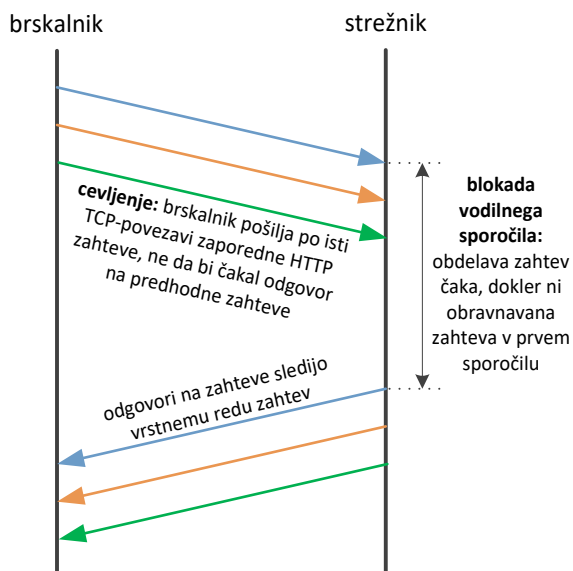 brskalnik
strežnik
cevljenje: brskalnik pošilja po isti
TCP-povezavi zaporedne HTTP
zahteve, ne da bi čakal odgovor
na predhodne zahteve
blokada
vodilnega
sporočila:
obdelava zahtev
čaka, dokler ni
obravnavana
zahteva v prvem
sporočilu
odgovori na zahteve sledijo
vrstnemu redu zahtev